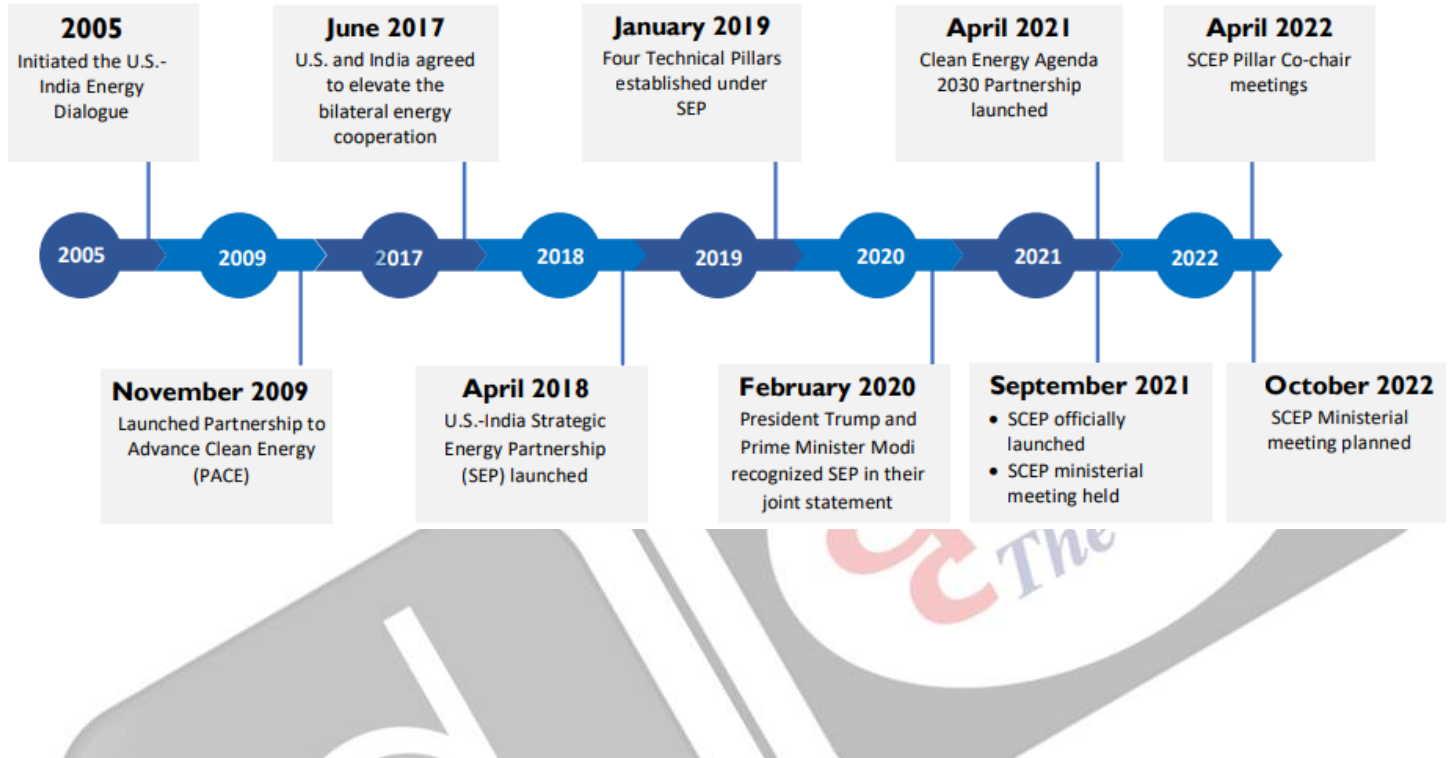 2005
Initiated the U.S.-
India Energy
Dialogue
June 2017
U.S. and India agreed
to elevate the
bilateral energy
cooperation
January 2019
Four Technical Pillars
established under
SEP
April 2021
Clean Energy Agenda
2030 Partnership
launched
April 2022
SCEP Pillar Co-chair
meetings
2005
2009
2017
2018
2019
2020
2021
2022
November 2009
Launched Partnership to
Advance Clean Energy
(PACE)
April 2018
U.S.-India Strategic
Energy Partnership
(SEP) launched
February 2020
President Trump and
Prime Minister Modi
recognized SEP in their
joint statement
September 2021
• SCEP officially
launched
• SCEP ministerial
meeting held
October 2022
SCEP Ministerial
meeting planned
The